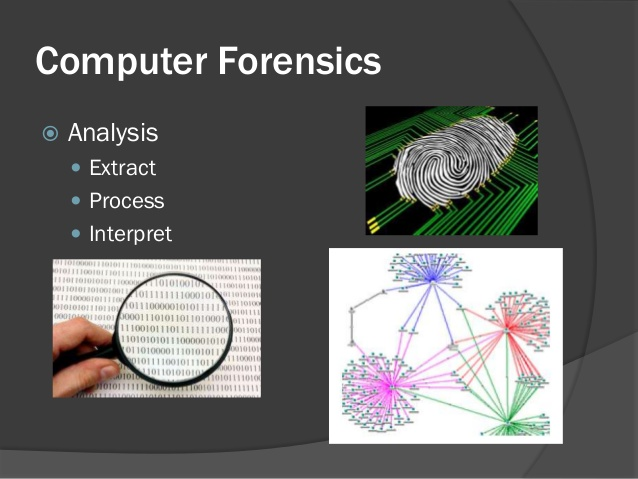 Computer Forensics
Analysis
Extract
Process
Interpret